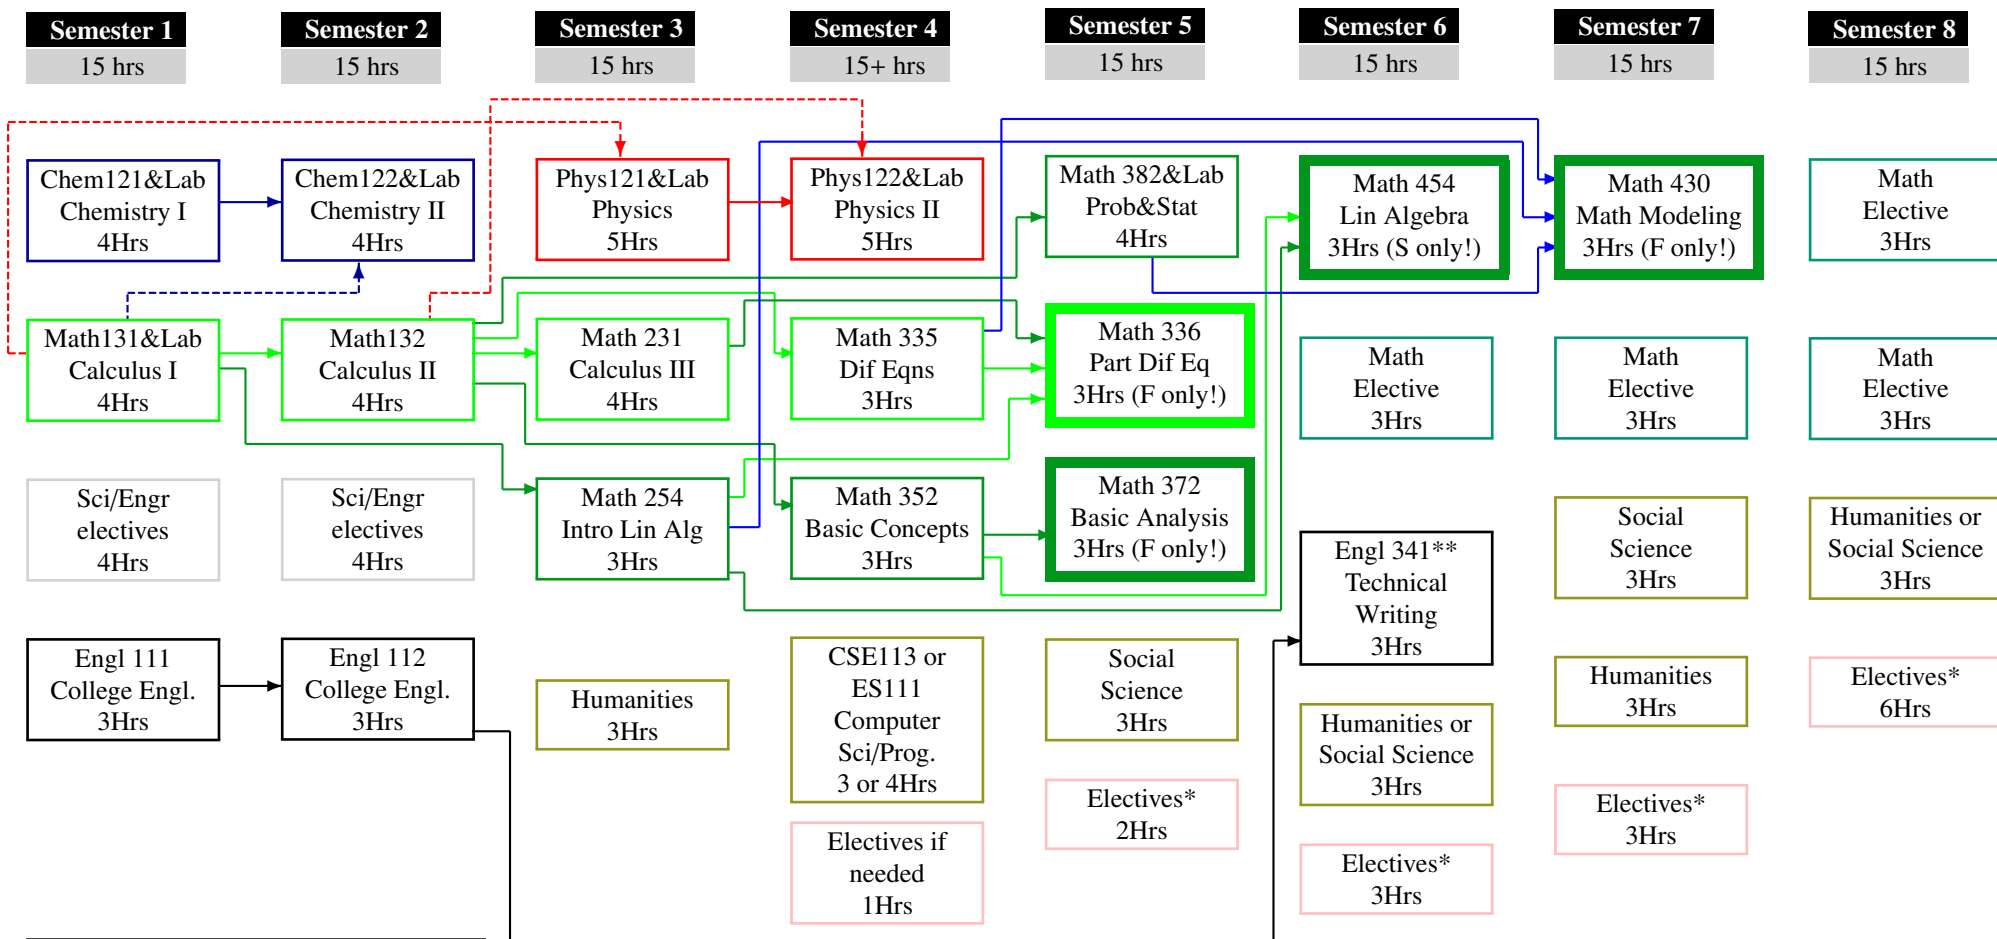 Semester 1
15 hrs
Semester 2
15 hrs
Semester 3
15 hrs
Semester 4
15+ hrs
Semester 5
15 hrs
Semester 6
15 hrs
Semester 7
15 hrs
Semester 8
15 hrs
Chem121&Lab
Chemistry I
4Hrs
Math131&Lab
Calculus I
4Hrs
Sci/Engr
electives
4Hrs
Engl 111
College Engl.
3Hrs
Chem122&Lab
Chemistry II
4Hrs
Math132
Calculus II
4Hrs
Sci/Engr
electives
4Hrs
Engl 112
College Engl.
3Hrs
Phys121&Lab
Physics
5Hrs
Math 231
Calculus III
4Hrs
Math 254
Intro Lin Alg
3Hrs
Humanities
3Hrs
Phys122&Lab
Physics II
5Hrs
Math 335
Dif Eqns
3Hrs
Math 352
Basic Concepts
3Hrs
CSE113 or
ES111
Computer
Sci/Prog.
3 or 4Hrs
Electives if
needed
1Hrs
Math 382&Lab
Prob&Stat
4Hrs
Math 336
Part Dif Eq
3Hrs (F only!)
Math 372
Basic Analysis
3Hrs (F only!)
Social
Science
3Hrs
Electives*
2Hrs
Math 454
Lin Algebra
3Hrs (S only!)
Math
Elective
3Hrs
Engl 341**
Technical
Writing
3Hrs
Humanities or
Social Science
3Hrs
Electives*
3Hrs
Math 430
Math Modeling
3Hrs (F only!)
Math
Elective
3Hrs
Social
Science
3Hrs
Humanities
3Hrs
Electives*
3Hrs
Math
Elective
3Hrs
Math
Elective
3Hrs
Humanities or
Social Science
3Hrs
Electives*
6Hrs